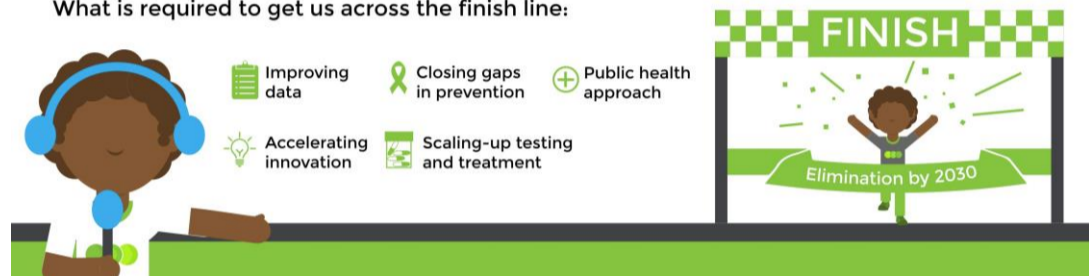 What is required to get us across the finish line:
Improving
data
Closing gaps
in prevention
Public health
approach
Accelerating
innovation
Scaling-up testing
and treatment
FINISH
Elimination by 2030